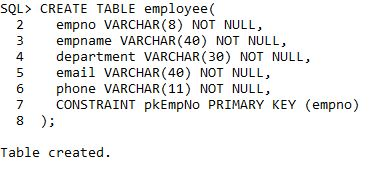 SQL> CREATE TABLE employee(
  2    empno VARCHAR(8) NOT NULL,
  3    empname VARCHAR(40) NOT NULL,
  4    department VARCHAR(30) NOT NULL,
  5    email VARCHAR(40) NOT NULL,
  6    phone VARCHAR(11) NOT NULL,
  7    CONSTRAINT pkEmpNo PRIMARY KEY (empno)
  8  );
Table created.